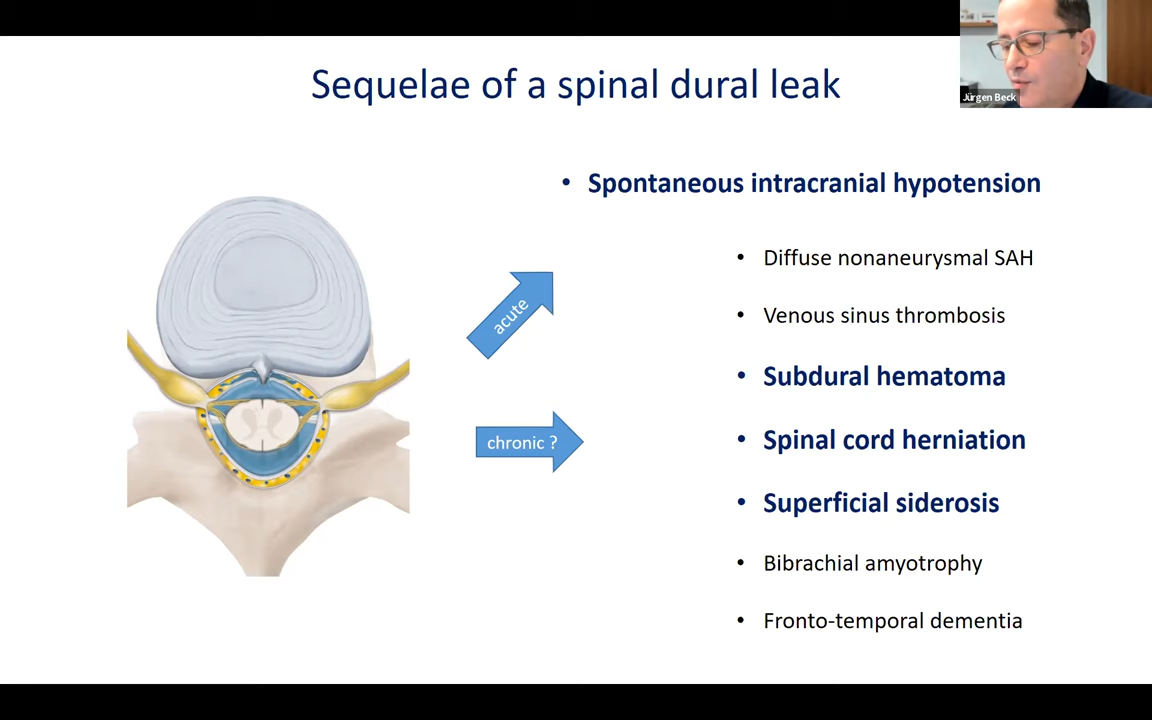 Sequelae of a spinal dural leak
Jürgen Beck
• Spontaneous intracranial hypotension
• Diffuse nonaneurysmal SAH
acute
• Venous sinus thrombosis
• Subdural hematoma
chronic ?
• Spinal cord herniation
• Superficial siderosis
• Bibrachial amyotrophy
• Fronto-temporal dementia